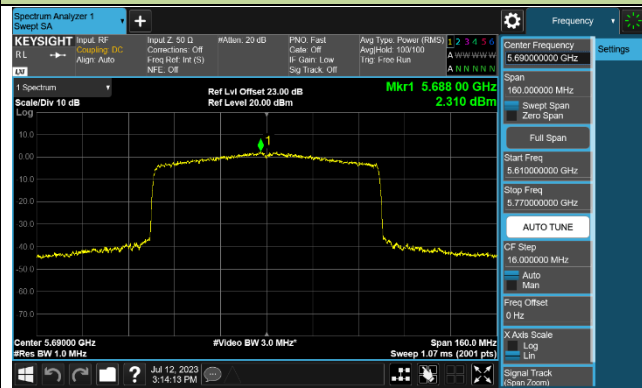 Spectrum Analyzer 1
Swept SA
Frequency
KEYSIGHT
RL
LXI
Input: RF
Coupling: DC
Align: Auto
Input Z: 50 Ω
Corrections: Off
Freq Ref: Int (S)
NFE: Off
#Atten: 20 dB
PNO: Fast
Gate: Off
IF Gain: Low
Sig Track: Off
Avg Type: Power (RMS)
Avg|Hold: 100/100
Trig: Free Run
1 2 3 4 5 6
A W W W W W
A N N N N N
1 Spectrum
Scale/Div 10 dB
Log
Ref Lvl Offset 23.00 dB
Ref Level 20.00 dBm
Mkr1 5.688 00 GHz
2.310 dBm
1
10.0
0.00
-10.0
-20.0
-30.0
-40.0
-50.0
-60.0
-70.0
Center 5.69000 GHz
#Res BW 1.0 MHz
#Video BW 3.0 MHz*
Span 160.0 MHz
Sweep 1.07 ms (2001 pts)
Jul 12, 2023
3:14:13 PM
Center Frequency
5.690000000 GHz
Span
160.000000 MHz
Swept Span
Zero Span
Full Span
Start Freq
5.610000000 GHz
Stop Freq
5.770000000 GHz
AUTO TUNE
CF Step
16.000000 MHz
Auto
Man
Freq Offset
0 Hz
X Axis Scale
Log
Lin
Signal Track
(Span Zoom)
Settings